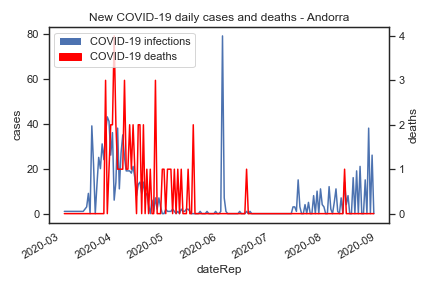 New COVID-19 daily cases and deaths - Andorra
COVID-19 infections
COVID-19 deaths
80
60
40
20
0
cases
4
3
2
1
0
deaths
2020-03
2020-04
2020-05
2020-06
2020-07
2020-08
2020-09
dateRep